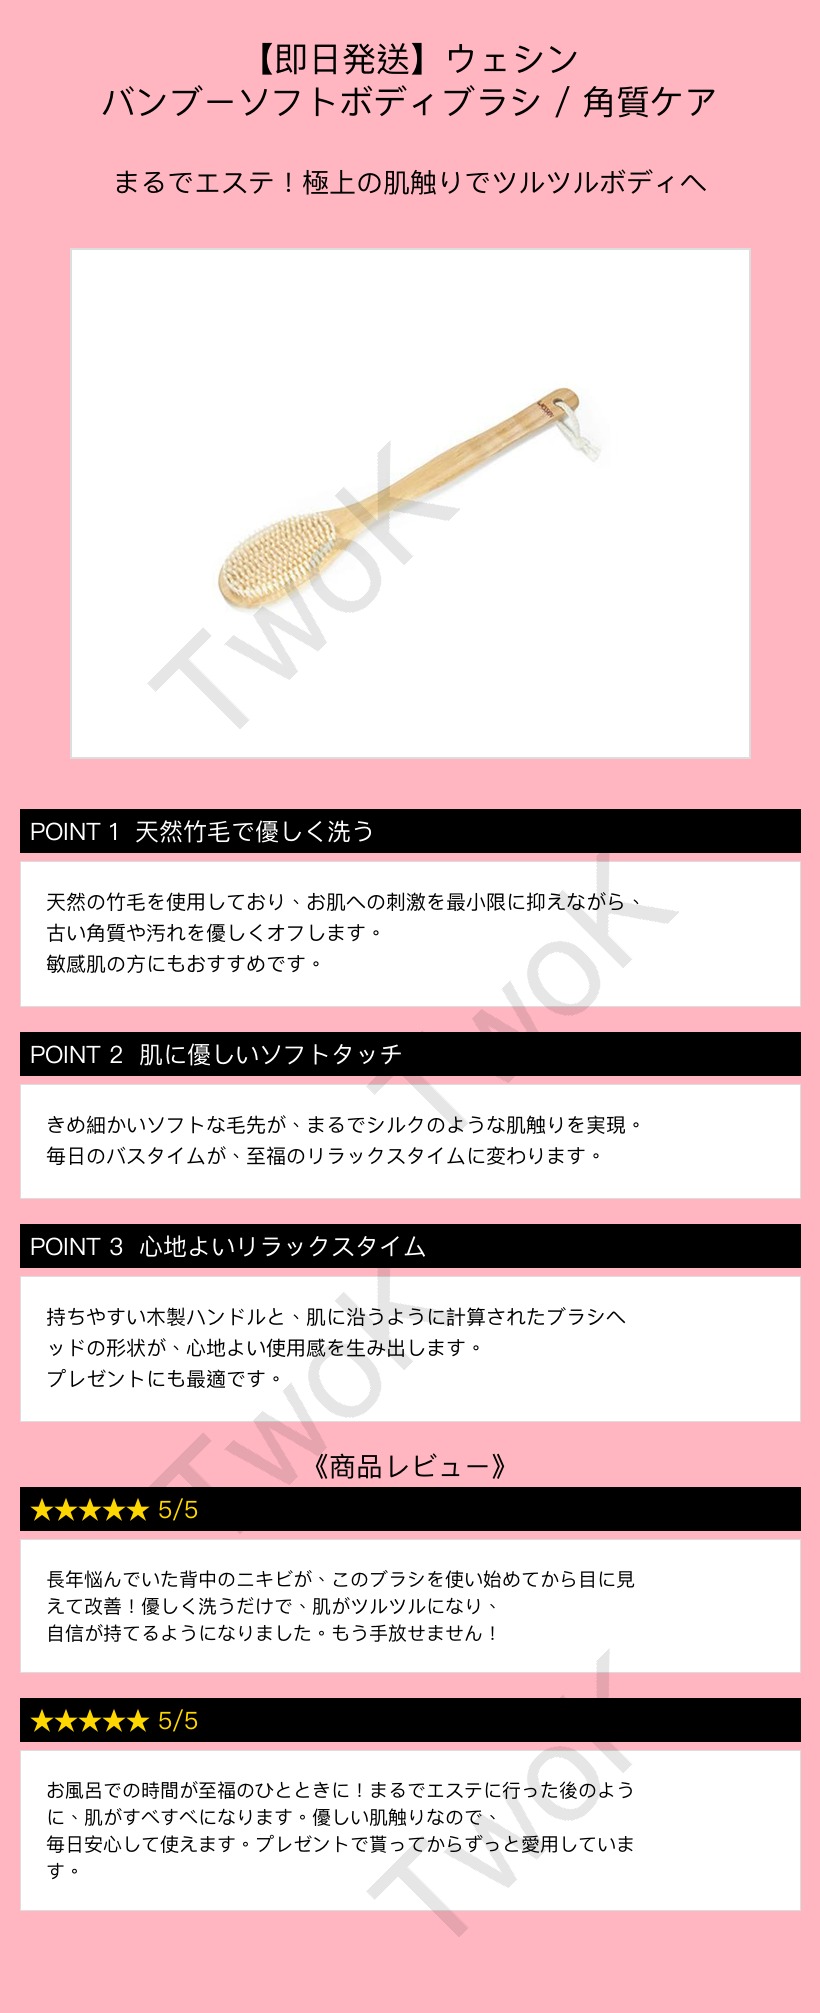 【即日発送】ウェシン
バンブーソフトボディブラシ / 角質ケア
まるでエステ！極上の肌触りでツルツルボディへ
TwoK
POINT 1 天然竹毛で優しく洗う
天然の竹毛を使用しており、お肌への刺激を最小限に抑えながら、
古い角質や汚れを優しくオフします。
敏感肌の方にもおすすめです。
TwoK
POINT 2 肌に優しいソフトタッチ
きめ細かいソフトな毛先が、まるでシルクのような肌触りを実現。
毎日のバスタイムが、至福のリラックスタイムに変わります。
POINT 3 心地よいリラックスタイム
持ちやすい木製ハンドルと、肌に沿うように計算されたブラシヘ
ッドの形状が、心地よい使用感を生み出します。
プレゼントにも最適です。
TwoK
《商品レビュー》
★★★★★ 5/5
長年悩んでいた背中のニキビが、このブラシを使い始めてから目に見
えて改善！優しく洗うだけで、肌がツルツルになり、
自信が持てるようになりました。もう手放せません！
★★★★★ 5/5
お風呂での時間が至福のひとときに！まるでエステに行った後のよう
に、肌がすべすべになります。優しい肌触りなので、
毎日安心して使えます。プレゼントで貰ってからずっと愛用していま
す。
TwoK